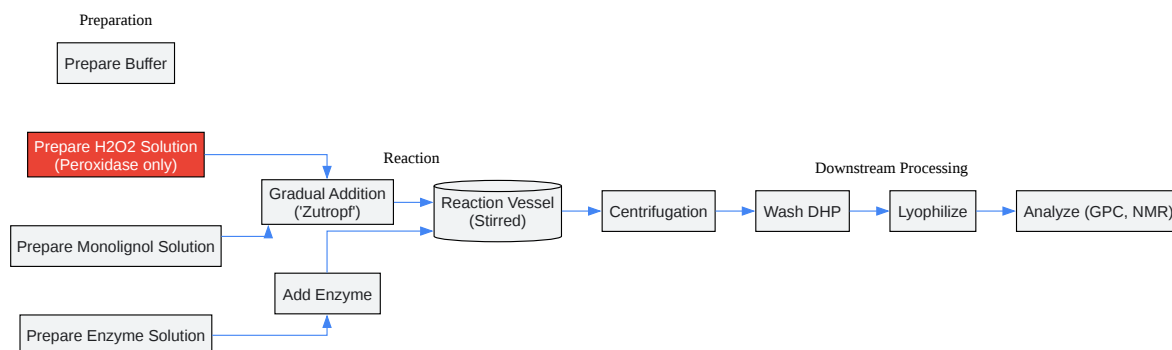 Preparation
Prepare Buffer
Prepare H2O2 Solution
(Peroxidase only)
Prepare Monolignol Solution
Prepare Enzyme Solution
Reaction
Gradual Addition
('Zutropf')
Add Enzyme
Reaction Vessel
(Stirred)
Downstream Processing
Centrifugation
Wash DHP
Lyophilize
Analyze (GPC, NMR)